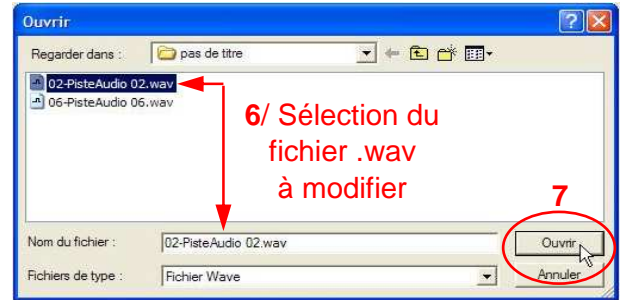 Ouvrir
Regarder dans :
pas de titre
02-PisteAudio 02.wav
06-PisteAudio 06.wav
6/ Sélection du
fichier .wav
à modifier
7
Nom du fichier :
02-PisteAudio 02.wav
Ouvrir
Fichiers de type :
Fichier Wave
Annuler